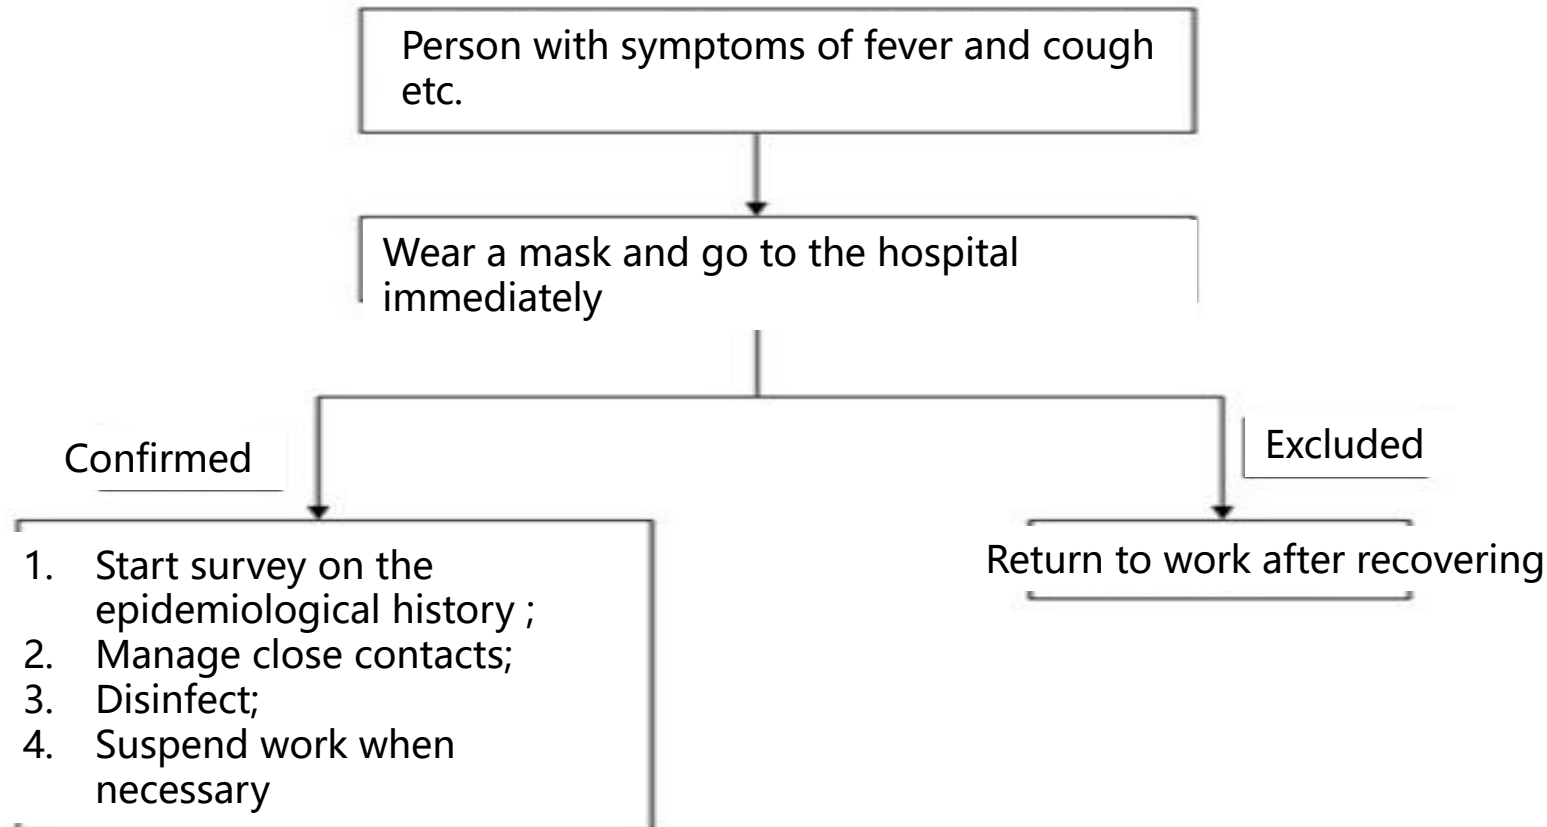 Person with symptoms of fever and cough
etc.
Wear a mask and go to the hospital
immediately
Confirmed
Excluded
1. Start survey on the
epidemiological history ;
2. Manage close contacts;
3. Disinfect;
4. Suspend work when
necessary
Return to work after recovering